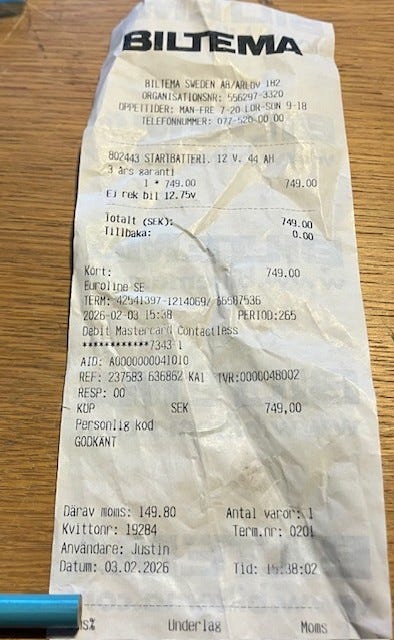 BILTEMA
BILTEMA SWEDEN AB/ARLÖV 182
ORGANISATIONSNR: 556297-3320
ÖPPETTIDER: MÅN-FRE 7-20 LÖR-SÖN 9-18
TELEFONNUMMER: 077-520 00 00
802443 STARTBATTERI. 12 V. 44 AH
3 års garanti
1 * 749.00 749.00
Ej rek bil 12.75v
Totalt (SEK): 749.00
Tillbaka: 0.00
Kort: 749.00
Euroline SE
TERM: 42541397-1214069/ 66587536
2026-02-03 15:38 PERIOD:265
Debit Mastercard Contactless
************7343-1
AID: A0000000041010
REF: 237583 636862 KA1 TVR:0000048002
RESP: 00
KÖP SEK 749,00
Personlig kod
GODKÄNT
Därav moms: 149.80 Antal varor: 1
Kvittonr: 19284 Term.nr: 0201
Användare: Justin
Datum: 03.02.2026 Tid: 15:38:02
Underlag Moms